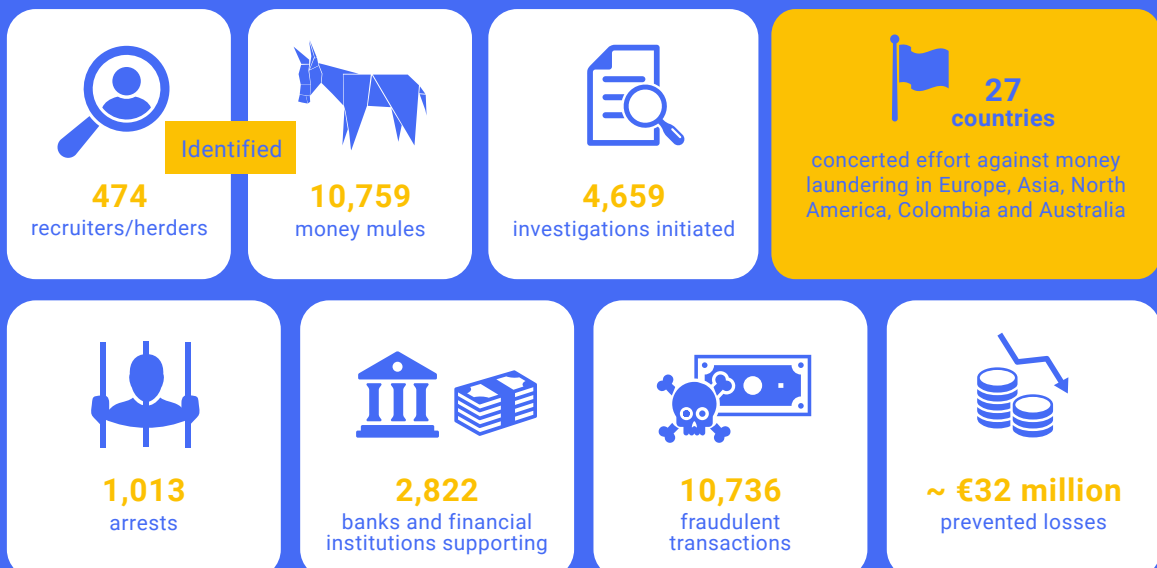 Identified
474
recruiters/herders
10,759
money mules
4,659
investigations initiated
27
countries
concerted effort against money
laundering in Europe, Asia, North
America, Colombia and Australia
1,013
arrests
2,822
banks and financial
institutions supporting
10,736
fraudulent
transactions
~ €32 million
prevented losses